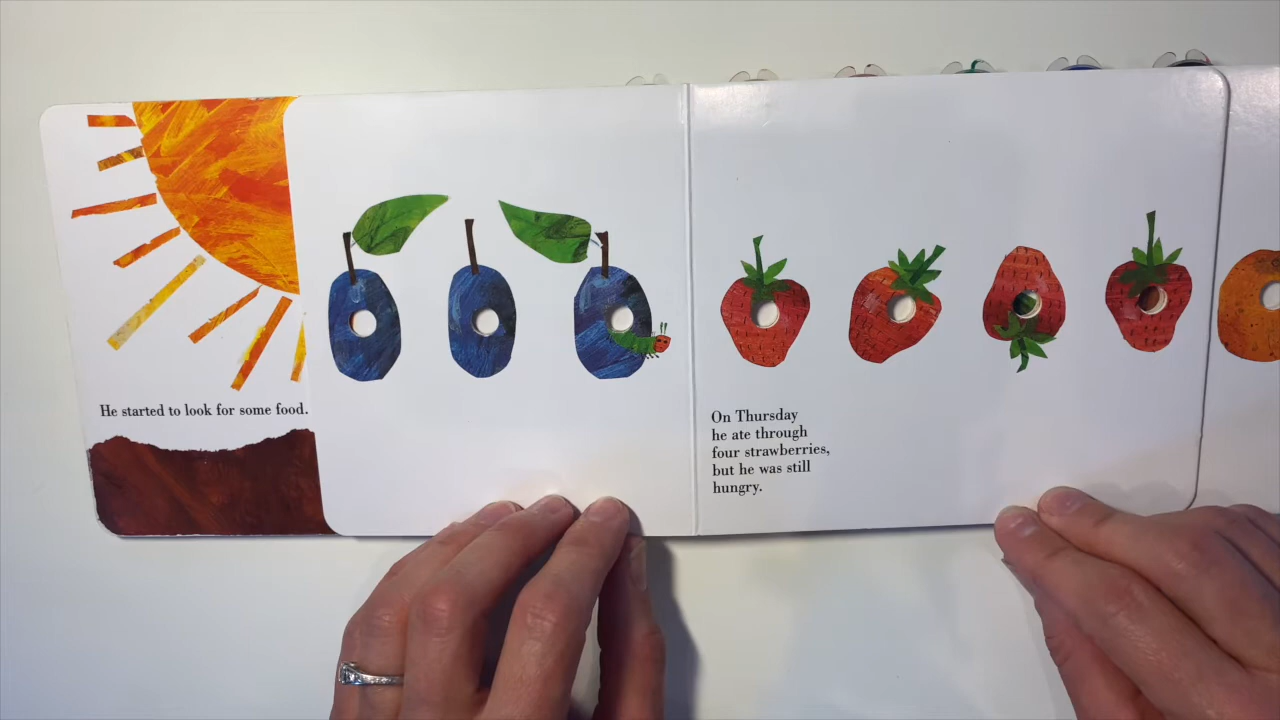 He started to look for some food.
On Thursday
he ate through
four strawberries,
but he was still
hungry.